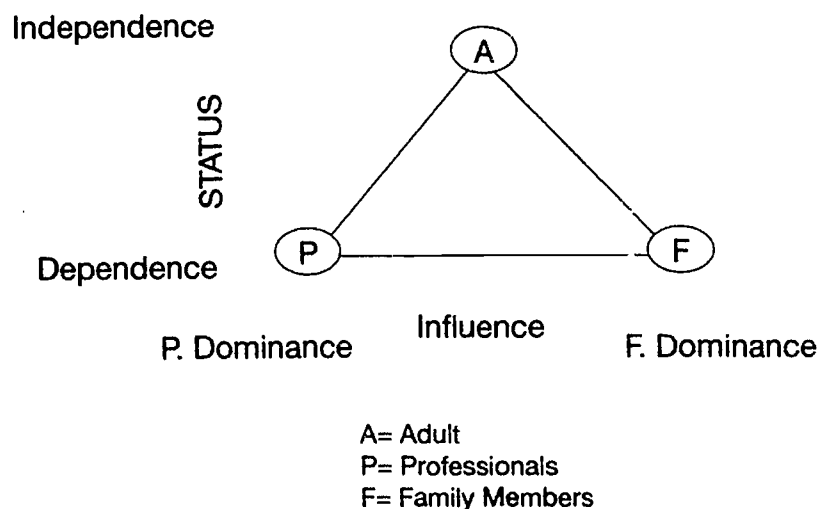 Independence
A
STATUS
P
F
Dependence
Influence
P. Dominance
F. Dominance
A= Adult
P= Professionals
F= Family Members